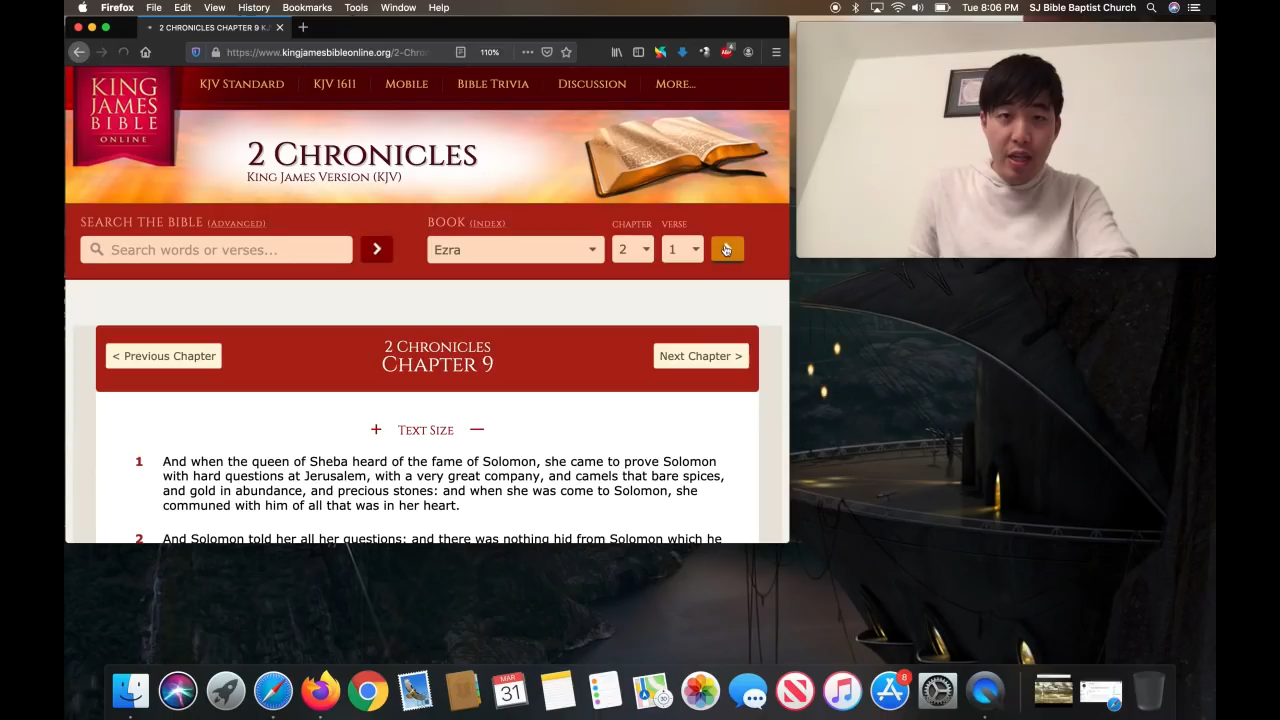 Firefox File Edit View History Bookmarks Tools Window Help Tue 8:06 PM SJ Bible Baptist Church
2 CHRONICLES CHAPTER 9 KJ
https://www.kingjamesbibleonline.org/2-Chro 110%
KING
JAMES
BIBLE
ONLINE
KJV STANDARD KJV 1611 MOBILE BIBLE TRIVIA DISCUSSION MORE...
2 CHRONICLES
KING JAMES VERSION (KJV)
SEARCH THE BIBLE (ADVANCED) BOOK (INDEX) CHAPTER VERSE
Search words or verses... > Ezra 2 1
< Previous Chapter
2 CHRONICLES
CHAPTER 9
Next Chapter >
+ TEXT SIZE —
1 And when the queen of Sheba heard of the fame of Solomon, she came to prove Solomon
with hard questions at Jerusalem, with a very great company, and camels that bare spices,
and gold in abundance, and precious stones: and when she was come to Solomon, she
communed with him of all that was in her heart.
2 And Solomon told her all her questions: and there was nothing hid from Solomon which he
MAR
31
8